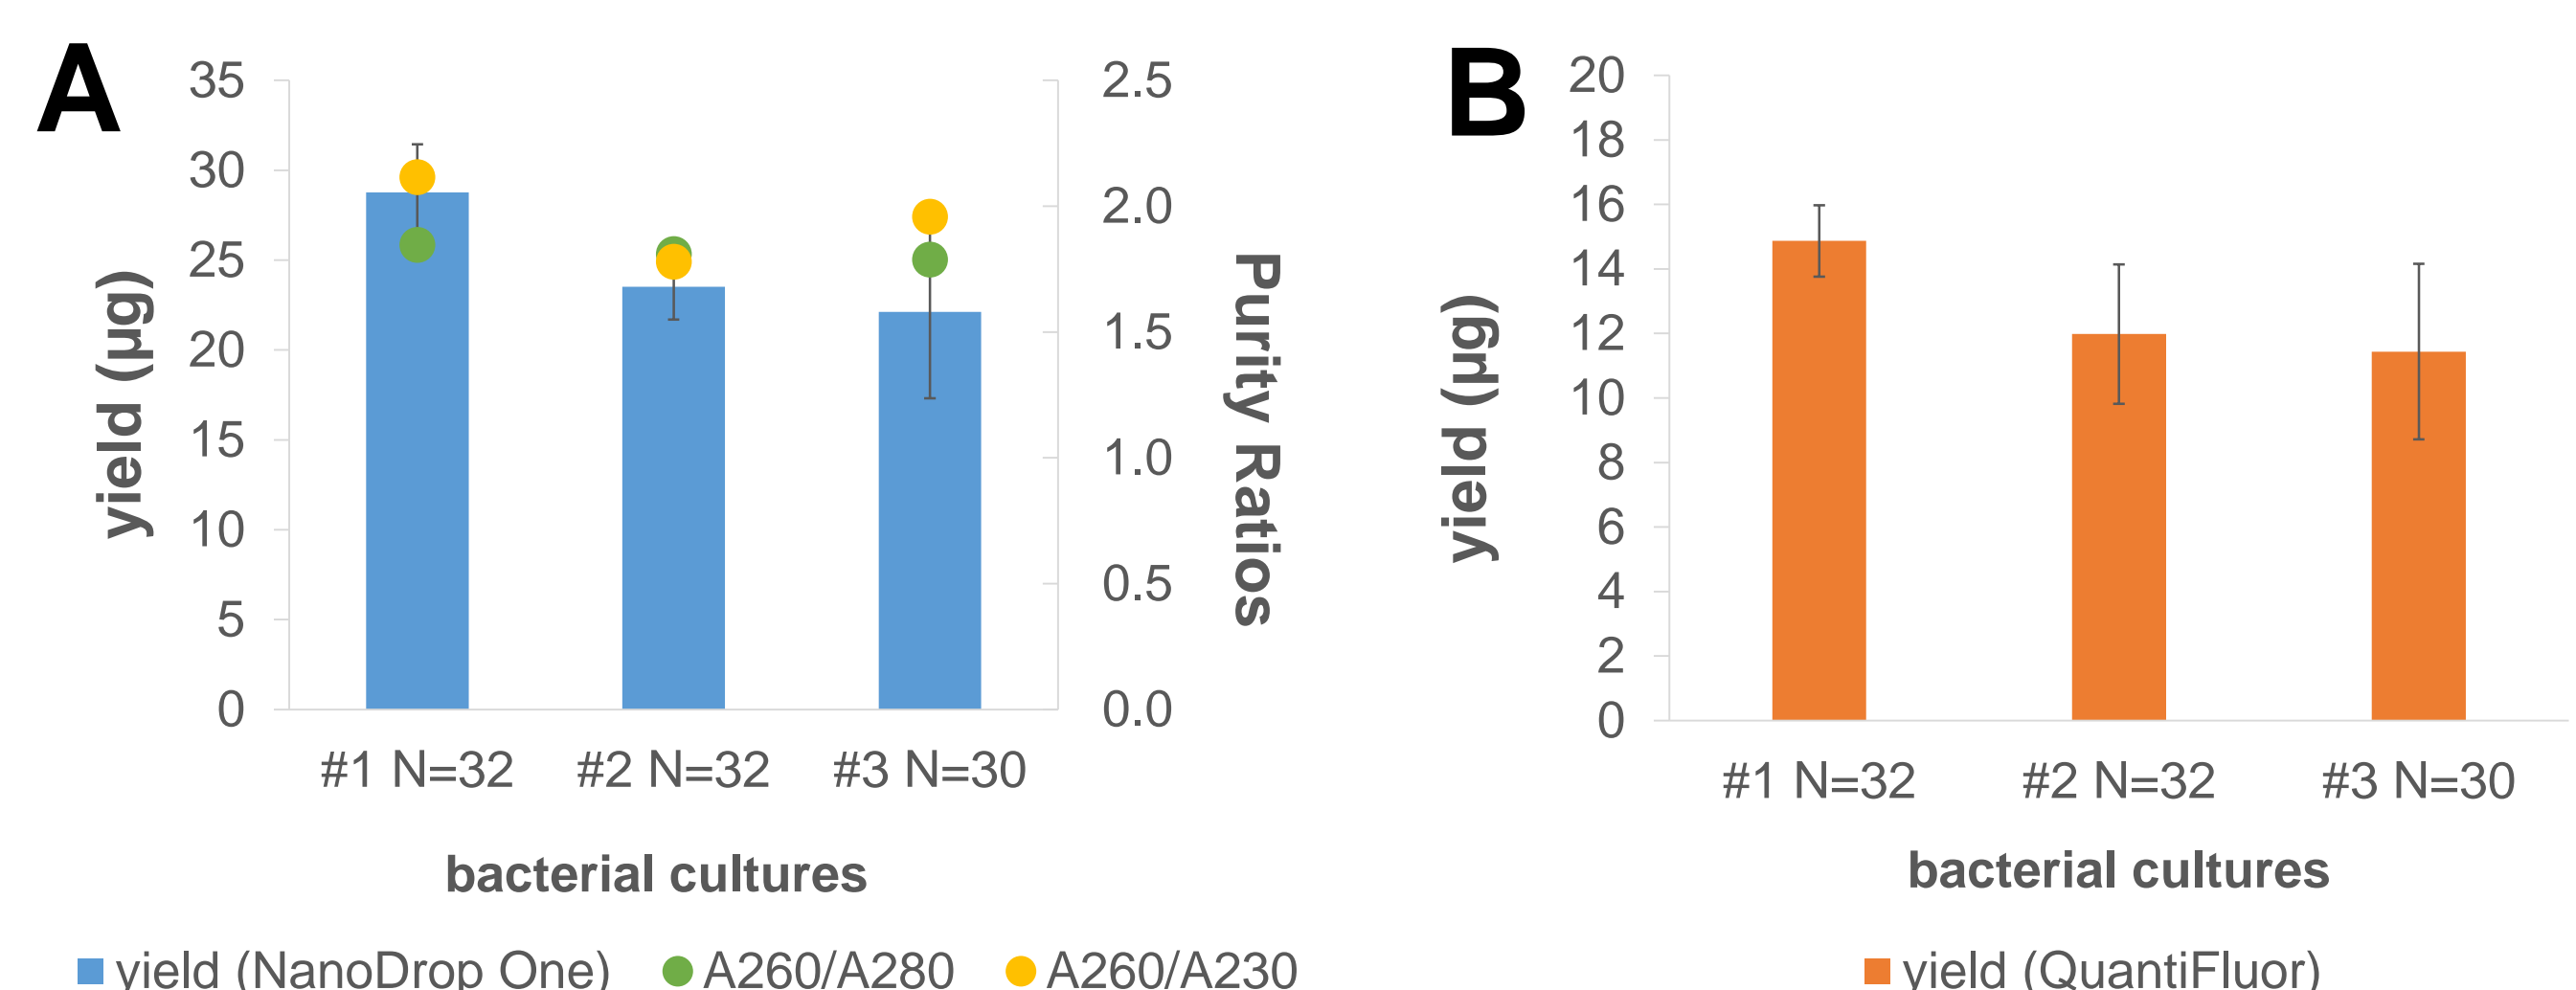 A
35
30
25
20
15
10
5
0
yield (µg)
2.5
2.0
1.5
1.0
0.5
0.0
Purity Ratios
#1 N=32 #2 N=32 #3 N=30
bacterial cultures
yield (NanoDrop One) A260/A280 A260/A230
B
20
18
16
14
12
10
8
6
4
2
0
yield (µg)
#1 N=32 #2 N=32 #3 N=30
bacterial cultures
yield (QuantiFluor)